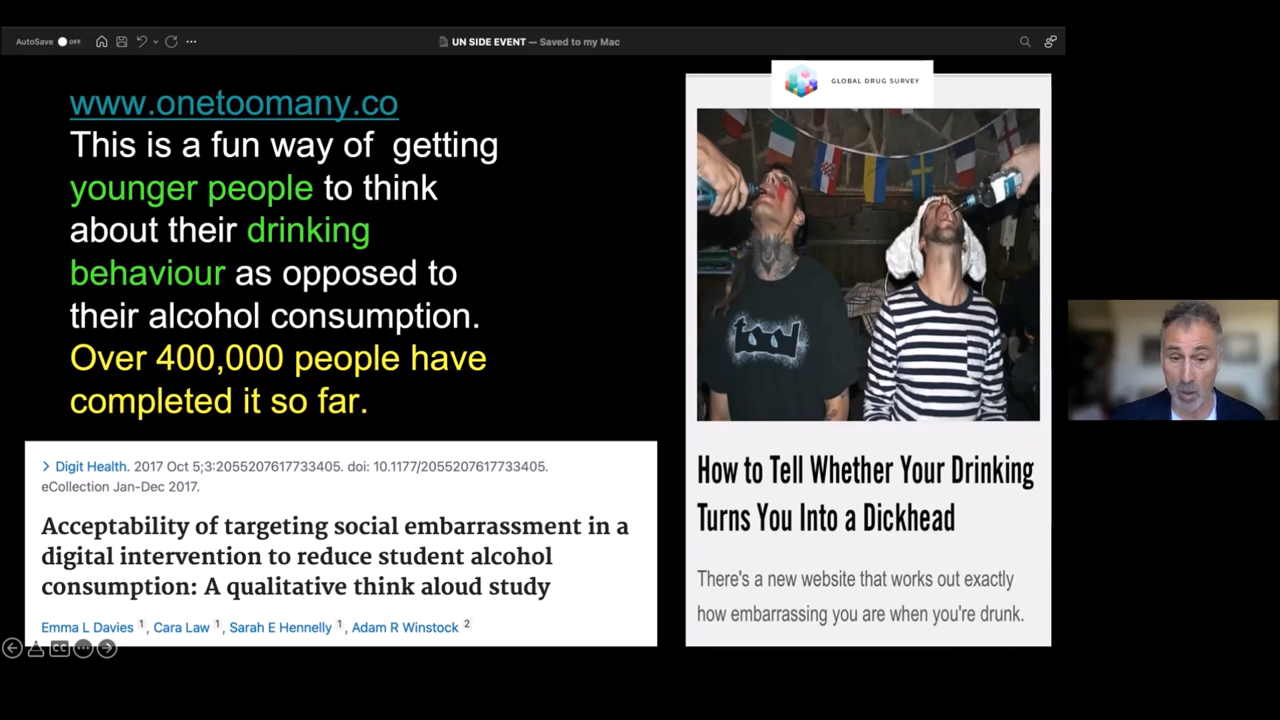 AutoSave OFF
UN SIDE EVENT — Saved to my Mac
www.onetoomany.co
This is a fun way of getting
younger people to think
about their drinking
behaviour as opposed to
their alcohol consumption.
Over 400,000 people have
completed it so far.
> Digit Health. 2017 Oct 5;3:2055207617733405. doi: 10.1177/2055207617733405.
eCollection Jan-Dec 2017.
Acceptability of targeting social embarrassment in a
digital intervention to reduce student alcohol
consumption: A qualitative think aloud study
Emma L Davies 1, Cara Law 1, Sarah E Hennelly 1, Adam R Winstock 2
CC
GLOBAL DRUG SURVEY
tool
How to Tell Whether Your Drinking
Turns You Into a Dickhead
There's a new website that works out exactly
how embarrassing you are when you're drunk.